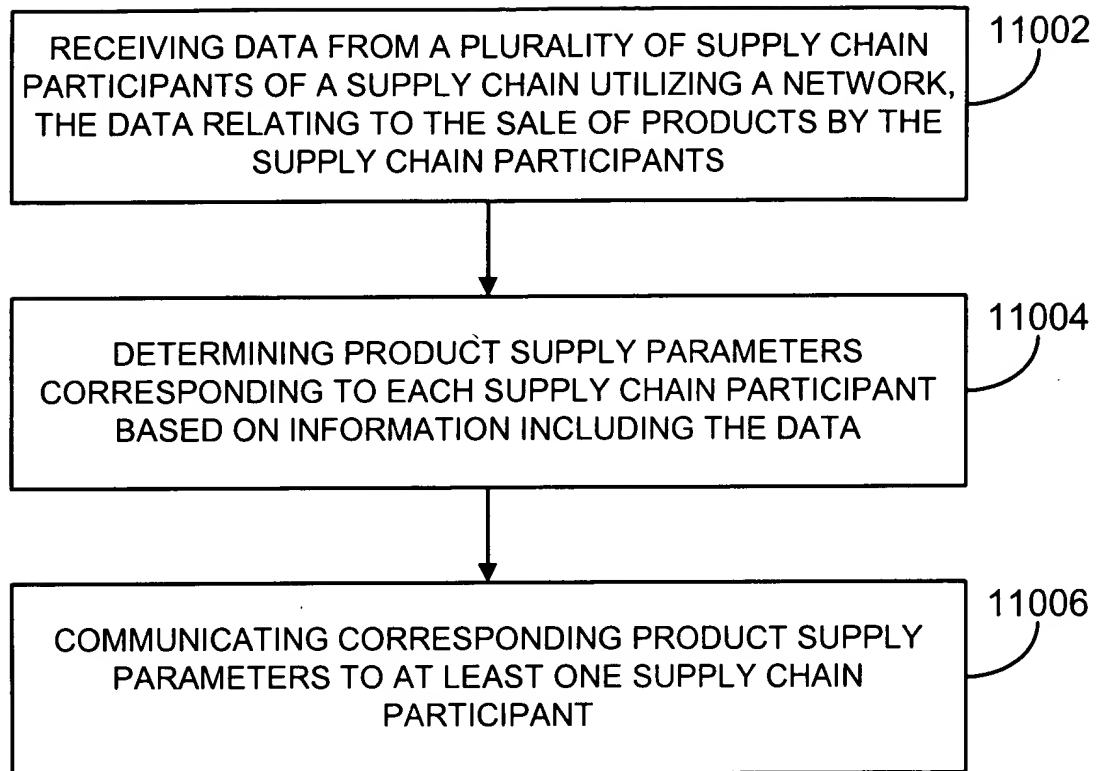 RECEIVING DATA FROM A PLURALITY OF SUPPLY CHAIN
PARTICIPANTS OF A SUPPLY CHAIN UTILIZING A NETWORK,
THE DATA RELATING TO THE SALE OF PRODUCTS BY THE
SUPPLY CHAIN PARTICIPANTS
11002
DETERMINING PRODUCT SUPPLY PARAMETERS
CORRESPONDING TO EACH SUPPLY CHAIN PARTICIPANT
BASED ON INFORMATION INCLUDING THE DATA
11004
COMMUNICATING CORRESPONDING PRODUCT SUPPLY
PARAMETERS TO AT LEAST ONE SUPPLY CHAIN
PARTICIPANT
11006